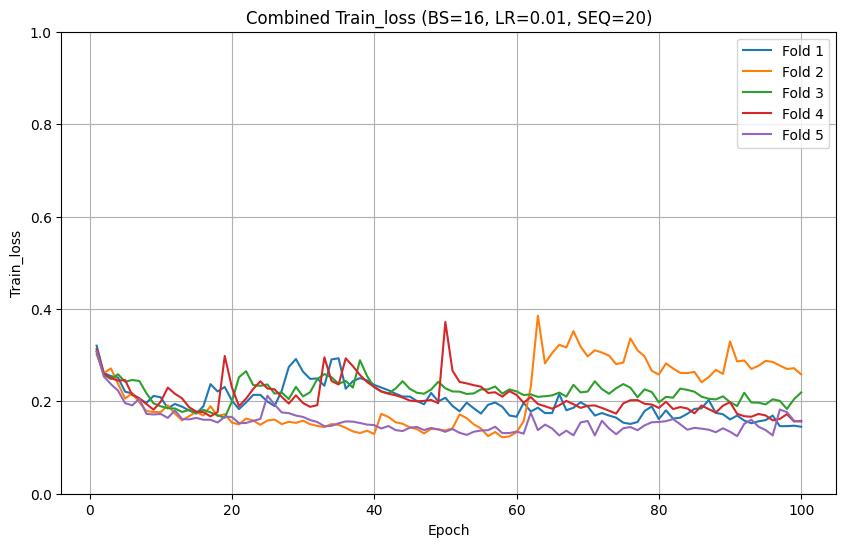 Combined Train_loss (BS=16, LR=0.01, SEQ=20)
1.0
0.8
0.6
0.4
0.2
0.0
Train_loss
0
20
40
60
80
100
Epoch
Fold 1
Fold 2
Fold 3
Fold 4
Fold 5